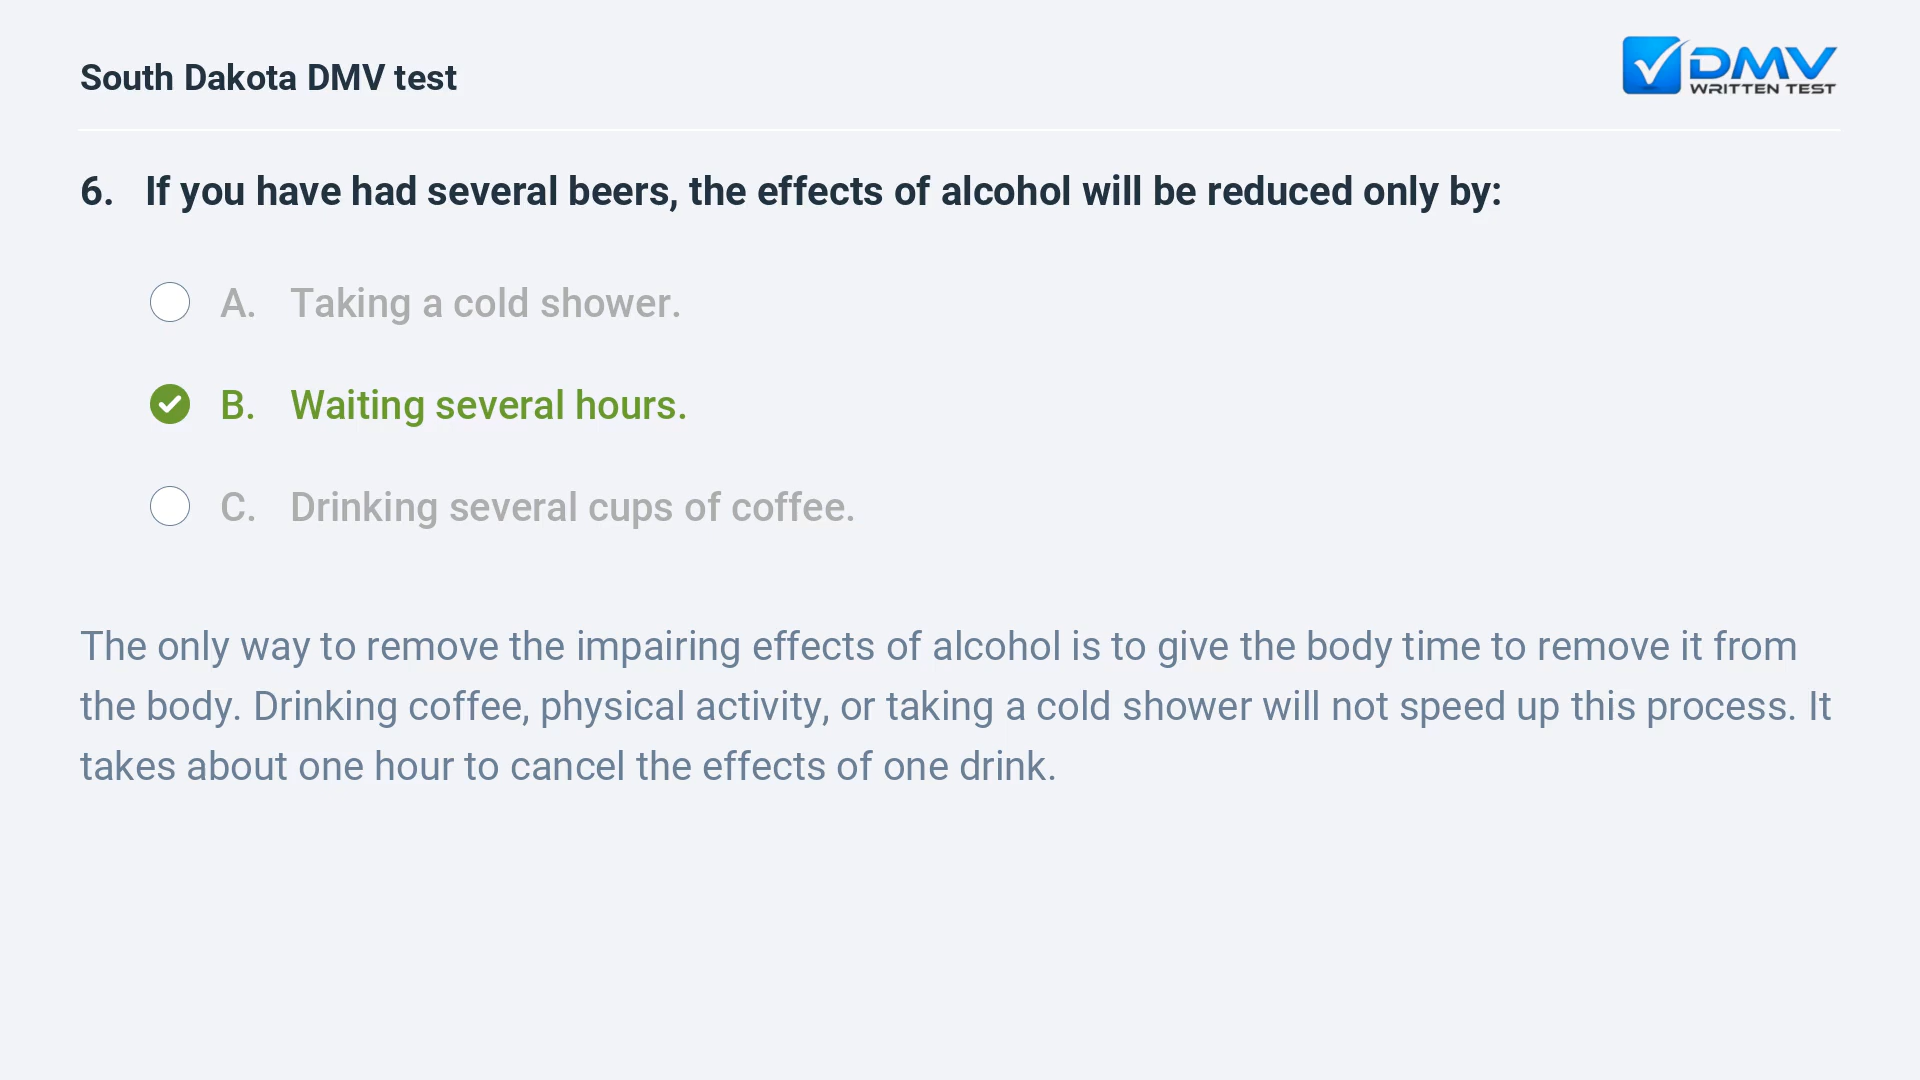 South Dakota DMV test
DMV
WRITTEN TEST
6. If you have had several beers, the effects of alcohol will be reduced only by:
A. Taking a cold shower.
B. Waiting several hours.
C. Drinking several cups of coffee.
The only way to remove the impairing effects of alcohol is to give the body time to remove it from
the body. Drinking coffee, physical activity, or taking a cold shower will not speed up this process. It
takes about one hour to cancel the effects of one drink.